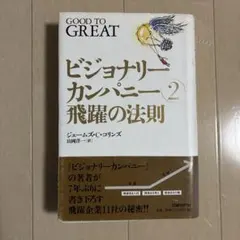 GOOD TO
GREAT
ビジョナリー
カンパニー ②
飛躍の法則
ジェームズ・C・コリンズ
山岡洋一 訳
『ビジョナリーカンパニー』
の著者が
7年ぶりに
書き下ろす
飛躍企業11社の秘密!!